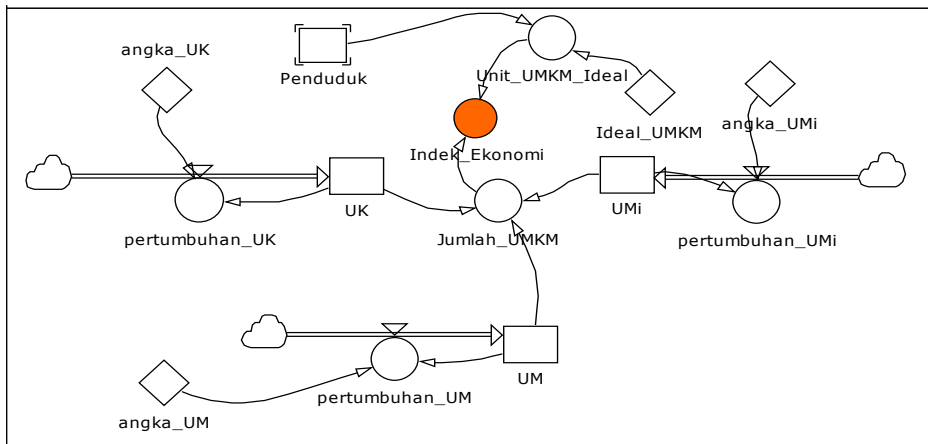 angka_UK
Penduduk
Unit_UMKM_Ideal
Ideal_UMKM
angka_UMi
Indek_Ekonomi
UK
UMi
pertumbuhan_UK
Jumlah_UMKM
pertumbuhan_UMi
UM
pertumbuhan_UM
angka_UM